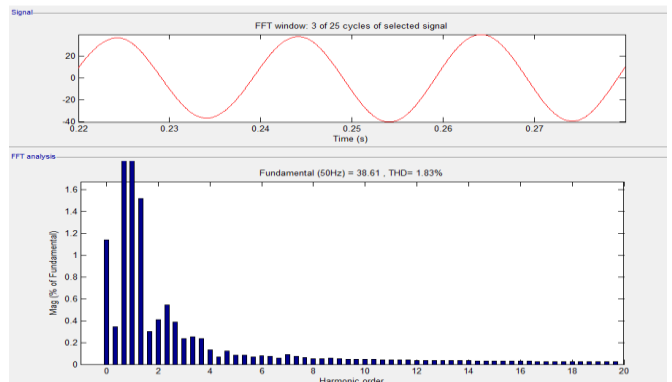 Signal
FFT window: 3 of 25 cycles of selected signal
20
0
-20
-40
0.22 0.23 0.24 0.25 0.26 0.27
Time (s)
FFT analysis
Fundamental (50Hz) = 38.61 , THD= 1.83%
1.6
1.4
1.2
1
0.8
0.6
0.4
0.2
0
Mag (% of Fundamental)
0 2 4 6 8 10 12 14 16 18 20
Harmonic order